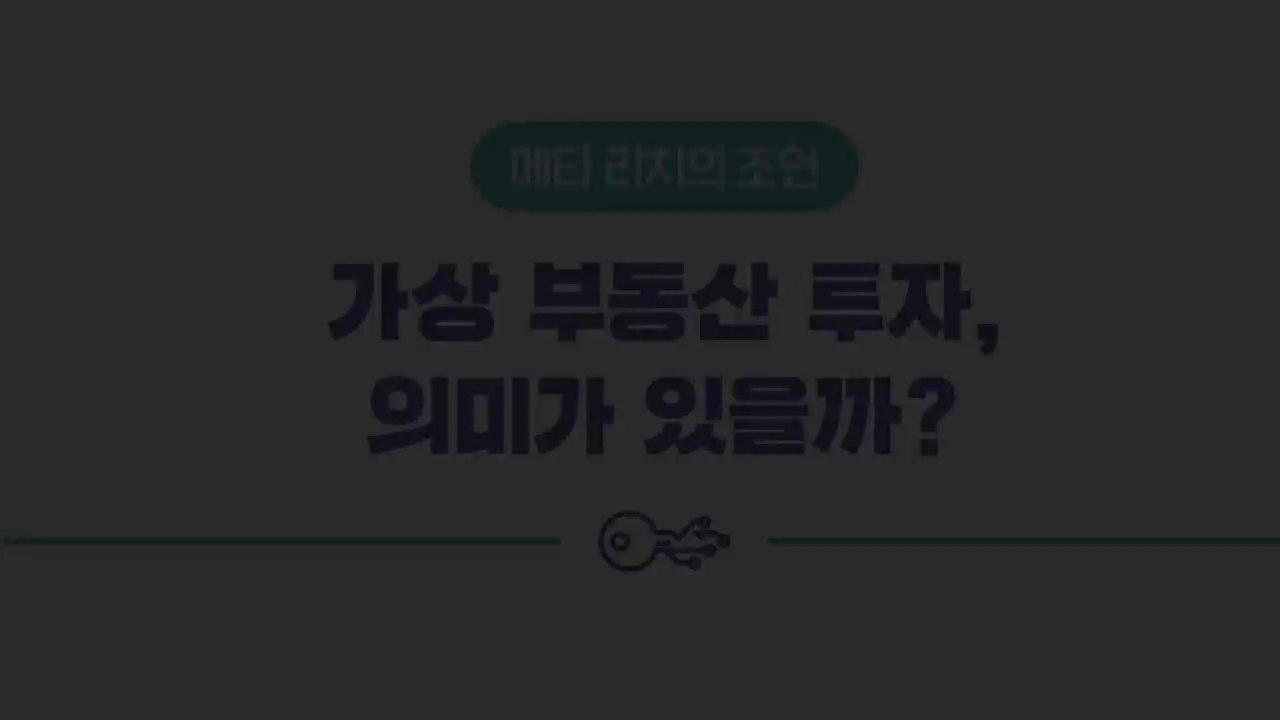 메타 리치의 조언
가상 부동산 투자,
의미가 있을까?